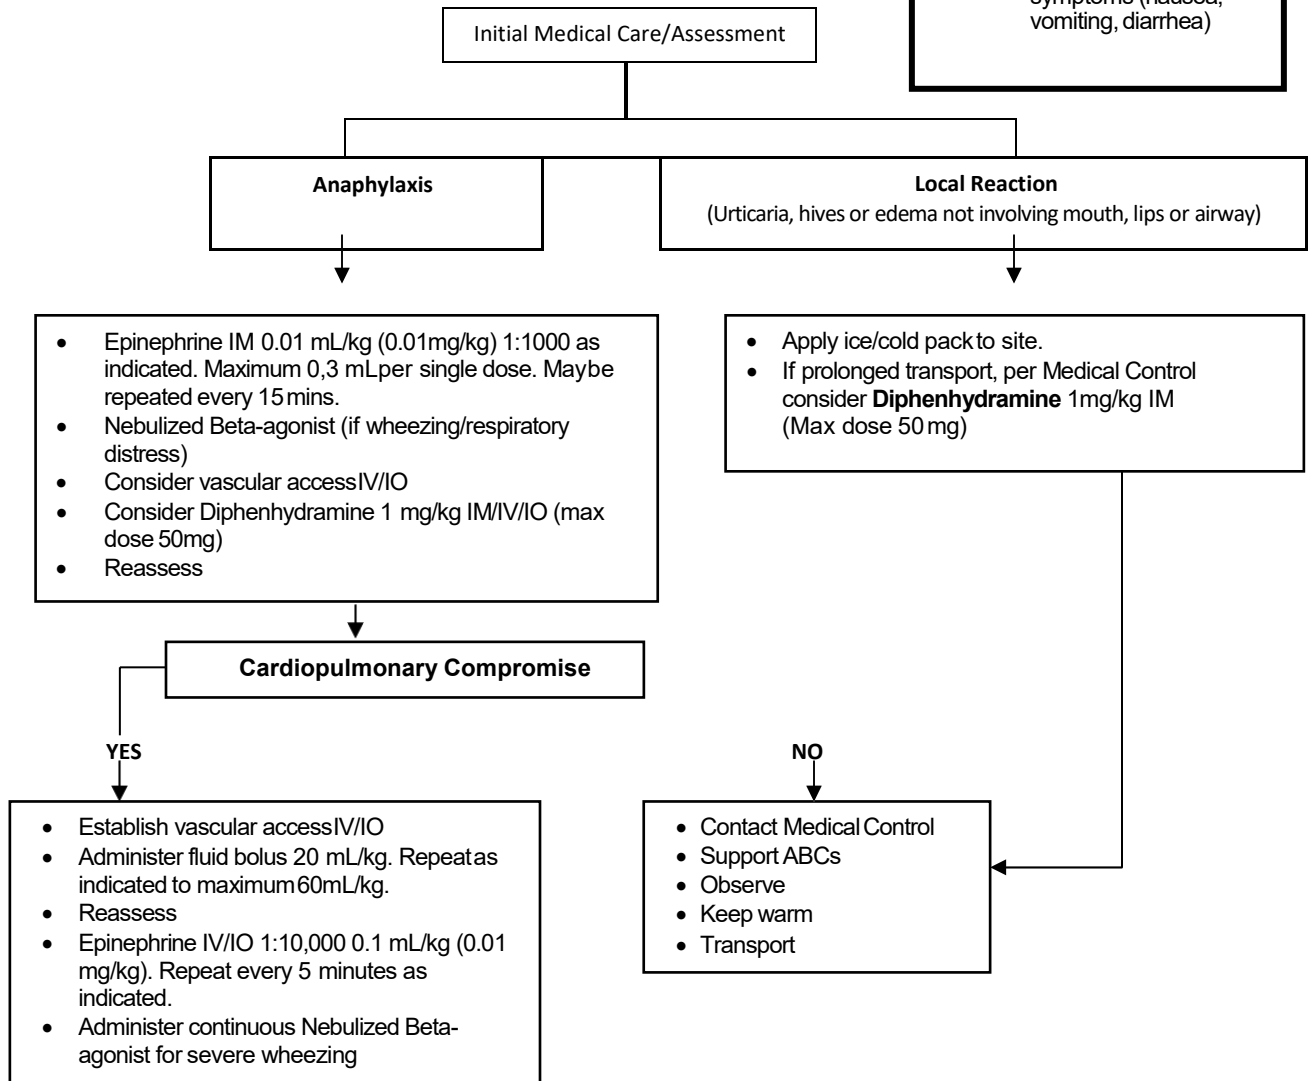 symptoms (nausea,
vomiting, diarrhea)
Initial Medical Care/Assessment
Anaphylaxis
Local Reaction
(Urticaria, hives or edema not involving mouth, lips or airway)
• Epinephrine IM 0.01 mL/kg (0.01mg/kg) 1:1000 as
indicated. Maximum 0,3 mLper single dose. Maybe
repeated every 15 mins.
• Nebulized Beta-agonist (if wheezing/respiratory
distress)
• Consider vascular accessIV/IO
• Consider Diphenhydramine 1 mg/kg IM/IV/IO (max
dose 50mg)
• Reassess
• Apply ice/cold pack to site.
• If prolonged transport, per Medical Control
consider Diphenhydramine 1mg/kg IM
(Max dose 50 mg)
Cardiopulmonary Compromise
YES
NO
• Establish vascular accessIV/IO
• Administer fluid bolus 20 mL/kg. Repeatas
indicated to maximum 60mL/kg.
• Reassess
• Epinephrine IV/IO 1:10,000 0.1 mL/kg (0.01
mg/kg). Repeat every 5 minutes as
indicated.
• Administer continuous Nebulized Beta-
agonist for severe wheezing
• Contact Medical Control
• Support ABCs
• Observe
• Keep warm
• Transport